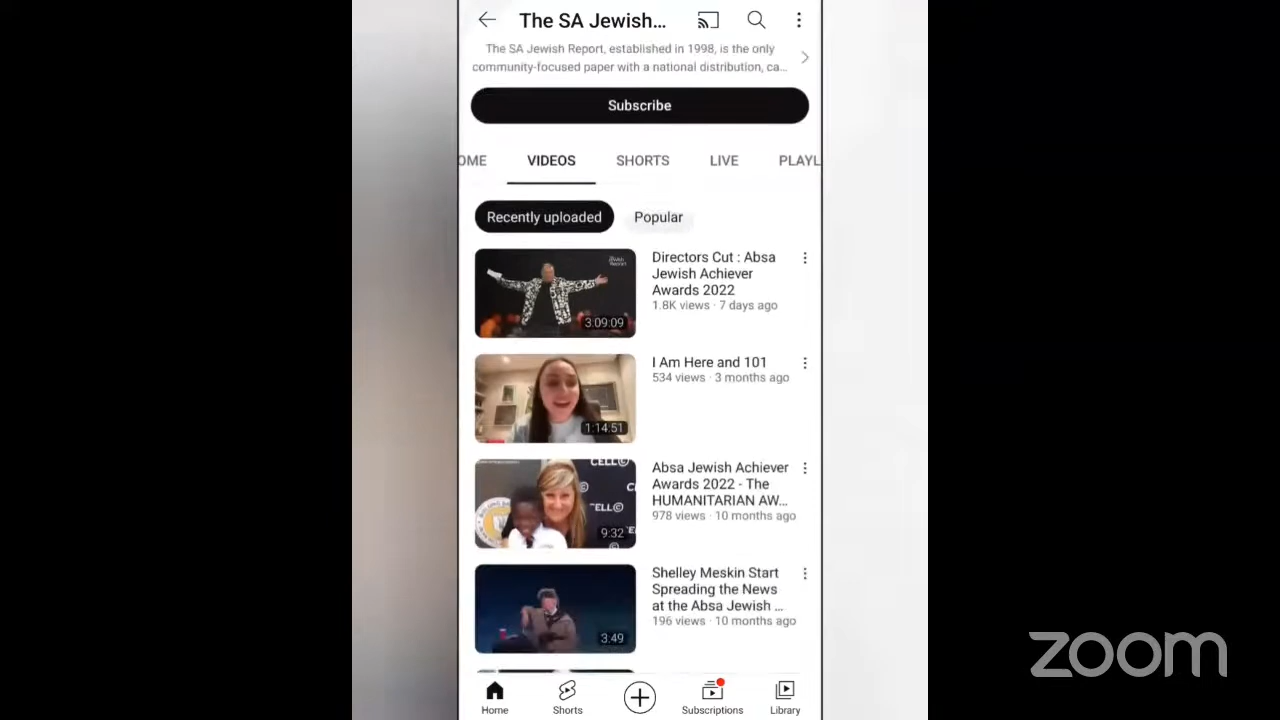 The SA Jewish...
The SA Jewish Report, established in 1998, is the only
community-focused paper with a national distribution, ca...
Subscribe
OME VIDEOS SHORTS LIVE PLAYL
Recently uploaded Popular
3:09:09
Directors Cut : Absa
Jewish Achiever
Awards 2022
1.8K views · 7 days ago
1:14:51
I Am Here and 101
534 views · 3 months ago
CELL©
ELL©
9:32
Absa Jewish Achiever
Awards 2022 - The
HUMANITARIAN AW...
978 views · 10 months ago
3:49
Shelley Meskin Start
Spreading the News
at the Absa Jewish ...
196 views · 10 months ago
Home Shorts Subscriptions Library
zoom